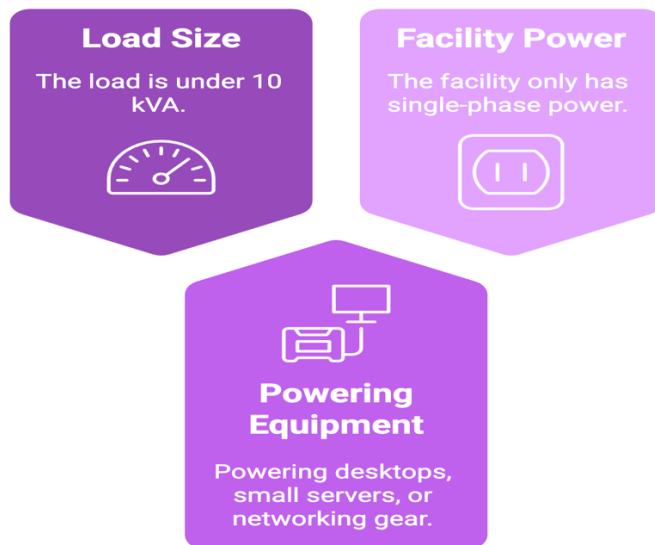 Load Size
The load is under 10
kVA.
Facility Power
The facility only has
single-phase power.
Powering
Equipment
Powering desktops,
small servers, or
networking gear.